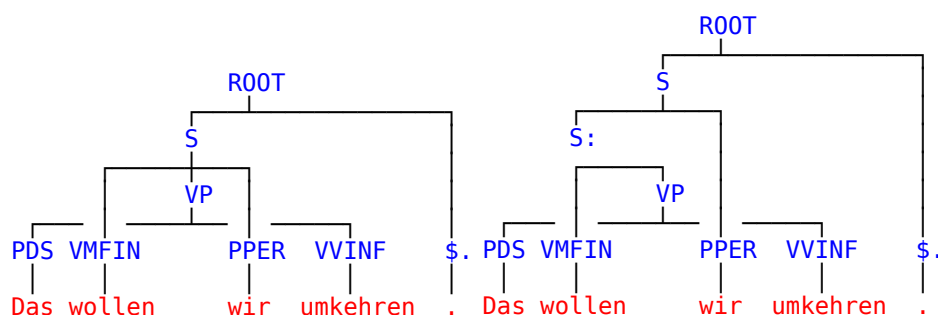 ROOT
S
VP
PDS VMFIN PPER VVINF $.
Das wollen wir umkehren .
ROOT
S
S:
VP
PDS VMFIN PPER VVINF $.
Das wollen wir umkehren .